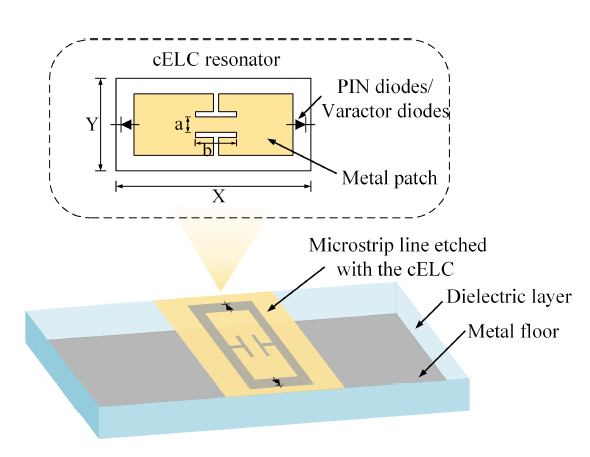 cELC resonator
PIN diodes/
Varactor diodes
Y
a
b
Metal patch
X
Microstrip line etched
with the cELC
Dielectric layer
Metal floor